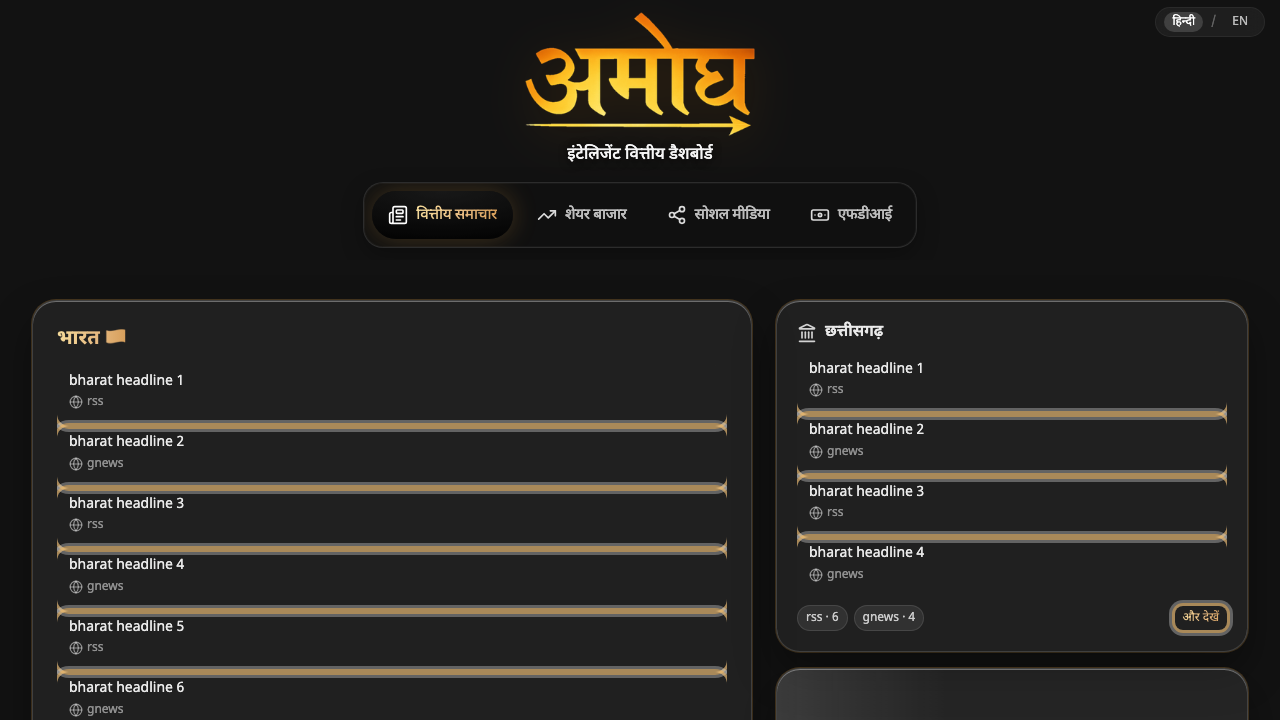 हिन्दी / EN
अमोघ
इंटेलिजेंट वित्तीय डैशबोर्ड
वित्तीय समाचार
शेयर बाजार
सोशल मीडिया
एफडीआई
भारत
bharat headline 1
rss
bharat headline 2
gnews
bharat headline 3
rss
bharat headline 4
gnews
bharat headline 5
rss
bharat headline 6
gnews
छत्तीसगढ़
bharat headline 1
rss
bharat headline 2
gnews
bharat headline 3
rss
bharat headline 4
gnews
rss · 6
gnews · 4
और देखें